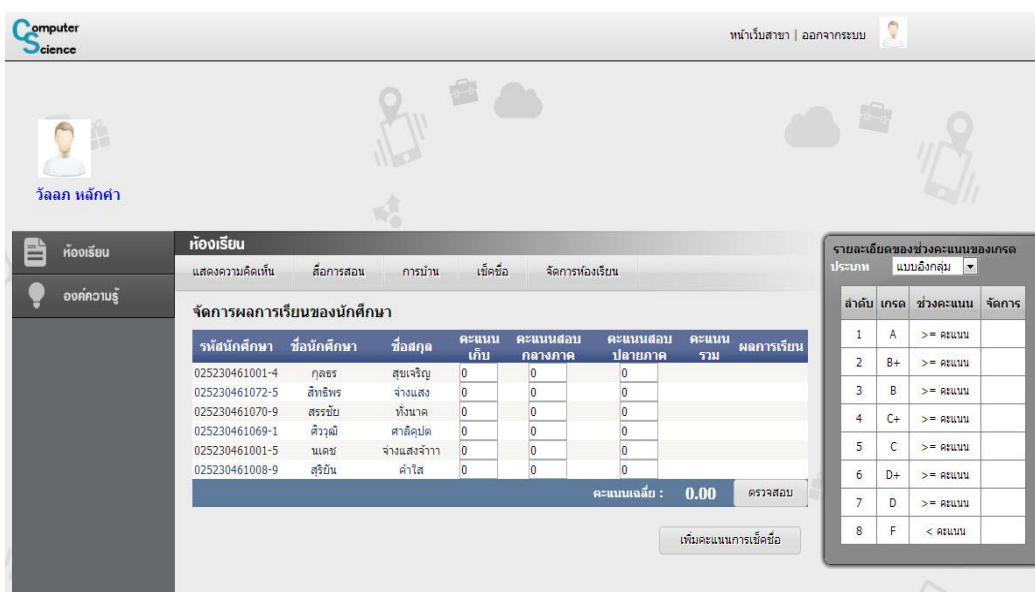 Computer
Science
หน้าเว็บสาขา | ออกจากระบบ
วัลลภ หลักคำ
ห้องเรียน
องค์ความรู้
ห้องเรียน
แสดงความคิดเห็น สื่อการสอน การบ้าน เช็คชื่อ จัดการห้องเรียน
จัดการผลการเรียนของนักศึกษา
รหัสนักศึกษา ชื่อนักศึกษา ชื่อสกุล คะแนนเก็บ คะแนนสอบกลางภาค คะแนนสอบปลายภาค คะแนนรวม ผลการเรียน
025230461001-4 กุลธร สุขเจริญ 0 0 0
025230461072-5 สิทธิพร จ่างแสง 0 0 0
025230461070-9 สรรชัย ทั่งนาค 0 0 0
025230461069-1 ศิววุฒิ ศาลิคุปต 0 0 0
025230461001-5 นเดช จ่างแสงจ้าาา 0 0 0
025230461008-9 สุริยัน คำใส 0 0 0
คะแนนเฉลี่ย : 0.00 ตรวจสอบ
เพิ่มคะแนนการเช็คชื่อ
รายละเอียดของช่วงคะแนนของเกรด
ประเภท แบบอิงกลุ่ม
ลำดับ เกรด ช่วงคะแนน จัดการ
1 A >= คะแนน
2 B+ >= คะแนน
3 B >= คะแนน
4 C+ >= คะแนน
5 C >= คะแนน
6 D+ >= คะแนน
7 D >= คะแนน
8 F < คะแนน